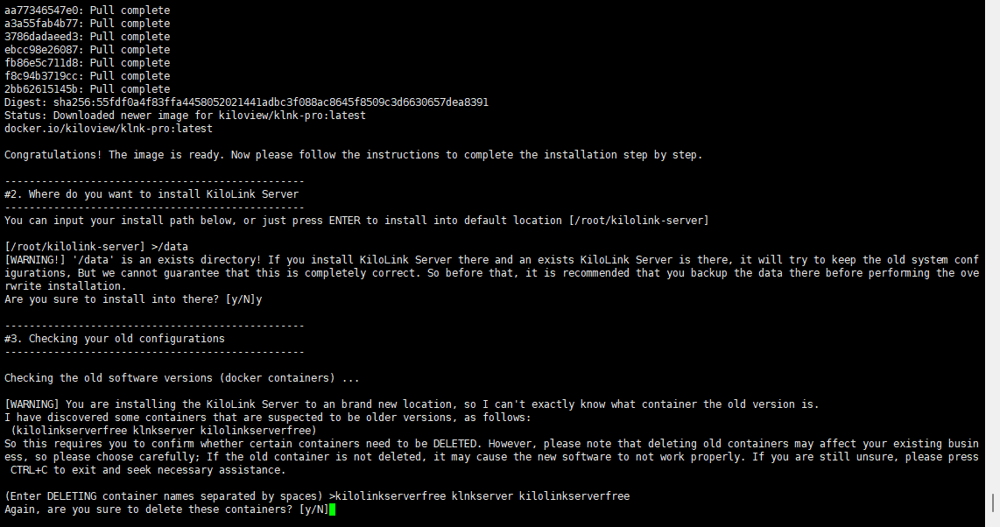 aa77346547e0: Pull complete
a3a55fab4b77: Pull complete
3786dadaeed3: Pull complete
ebcc98e26087: Pull complete
fb86e5c711d8: Pull complete
f8c94b3719cc: Pull complete
2bb62615145b: Pull complete
Digest: sha256:55fdf0a4f83ffa4458052021441adbc3f088ac8645f8509c3d6630657dea8391
Status: Downloaded newer image for kiloview/klnk-pro:latest
docker.io/kiloview/klnk-pro:latest
Congratulations! The image is ready. Now please follow the instructions to complete the installation step by step.
-------------------------------------------------
#2. Where do you want to install KiloLink Server
-------------------------------------------------
You can input your install path below, or just press ENTER to install into default location [/root/kilolink-server]
[/root/kilolink-server] >/data
[WARNING!] '/data' is an exists directory! If you install KiloLink Server there and an exists KiloLink Server is there, it will try to keep the old system conf
igurations, But we cannot guarantee that this is completely correct. So before that, it is recommended that you backup the data there before performing the ove
rwrite installation.
Are you sure to install into there? [y/N]y
-------------------------------------------------
#3. Checking your old configurations
-------------------------------------------------
Checking the old software versions (docker containers) ...
[WARNING] You are installing the KiloLink Server to an brand new location, so I can't exactly know what container the old version is.
I have discovered some containers that are suspected to be older versions, as follows:
(kilolinkserverfree klnkserver kilolinkserverfree)
So this requires you to confirm whether certain containers need to be DELETED. However, please note that deleting old containers may affect your existing busin
ess, so please choose carefully; If the old container is not deleted, it may cause the new software to not work properly. If you are still unsure, please press
CTRL+C to exit and seek necessary assistance.
(Enter DELETING container names separated by spaces) >kilolinkserverfree klnkserver kilolinkserverfree
Again, are you sure to delete these containers? [y/N]